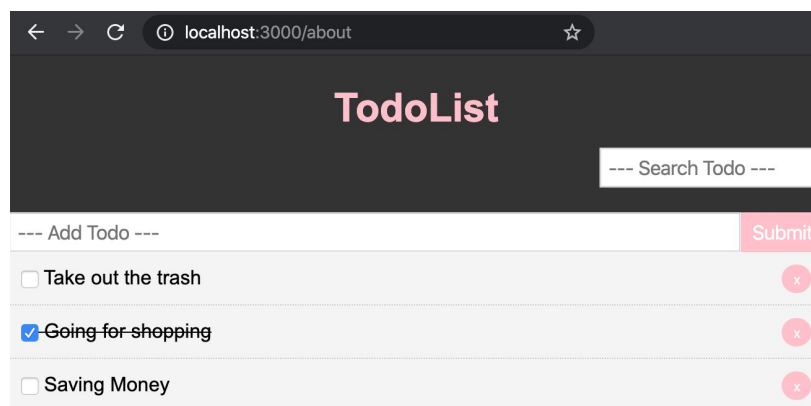 localhost:3000/about
TodoList
--- Search Todo ---
--- Add Todo ---
Submit
Take out the trash
x
Going for shopping
x
Saving Money
x